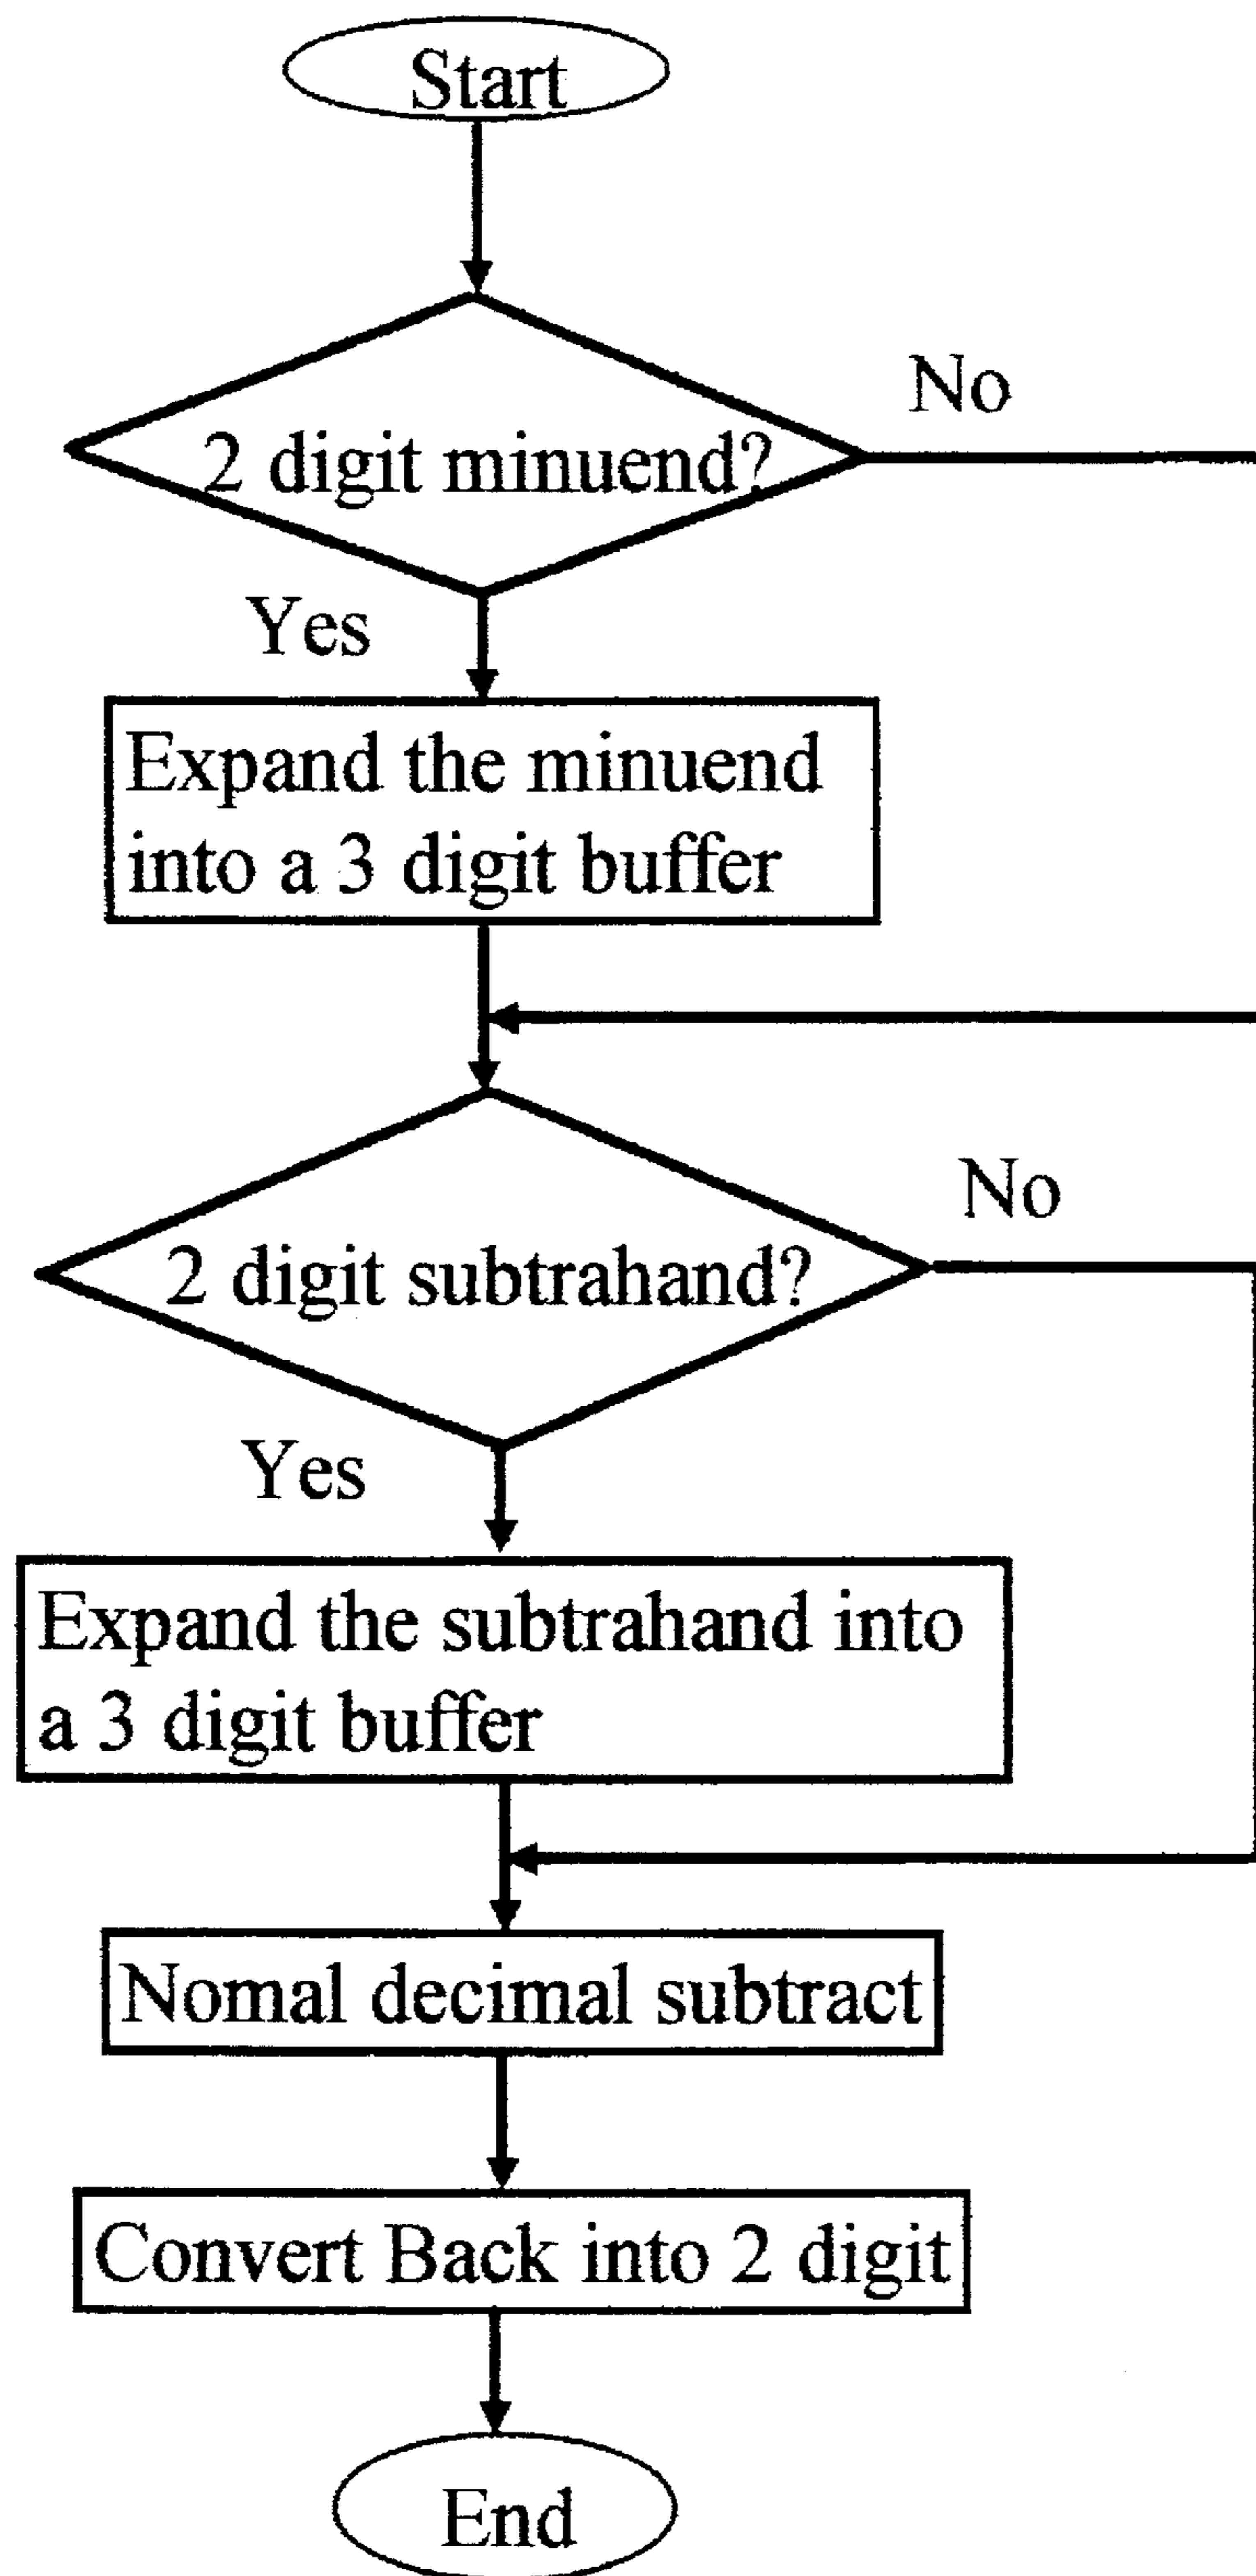 Start
No
2 digit minuend?
Yes
Expand the minuend
into a 3 digit buffer
No
2 digit subtrahand?
Yes
Expand the subtrahand into
a 3 digit buffer
Nomal decimal subtract
Convert Back into 2 digit
End